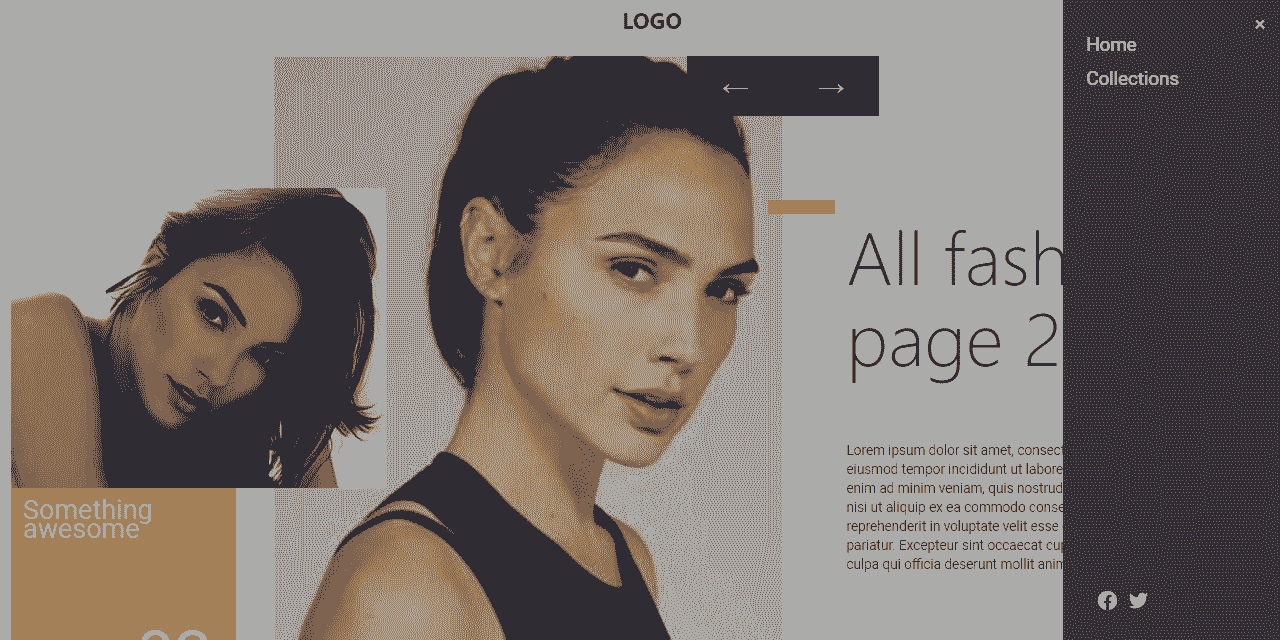 LOGO
×
Home
Collections
← →
All fash
page 2
Something
awesome
Lorem ipsum dolor sit amet, consect
eiusmod tempor incididunt ut labore
enim ad minim veniam, quis nostrud
nisi ut aliquip ex ea commodo conse
reprehenderit in voluptate velit esse
pariatur. Excepteur sint occaecat cup
culpa qui officia deserunt mollit anim